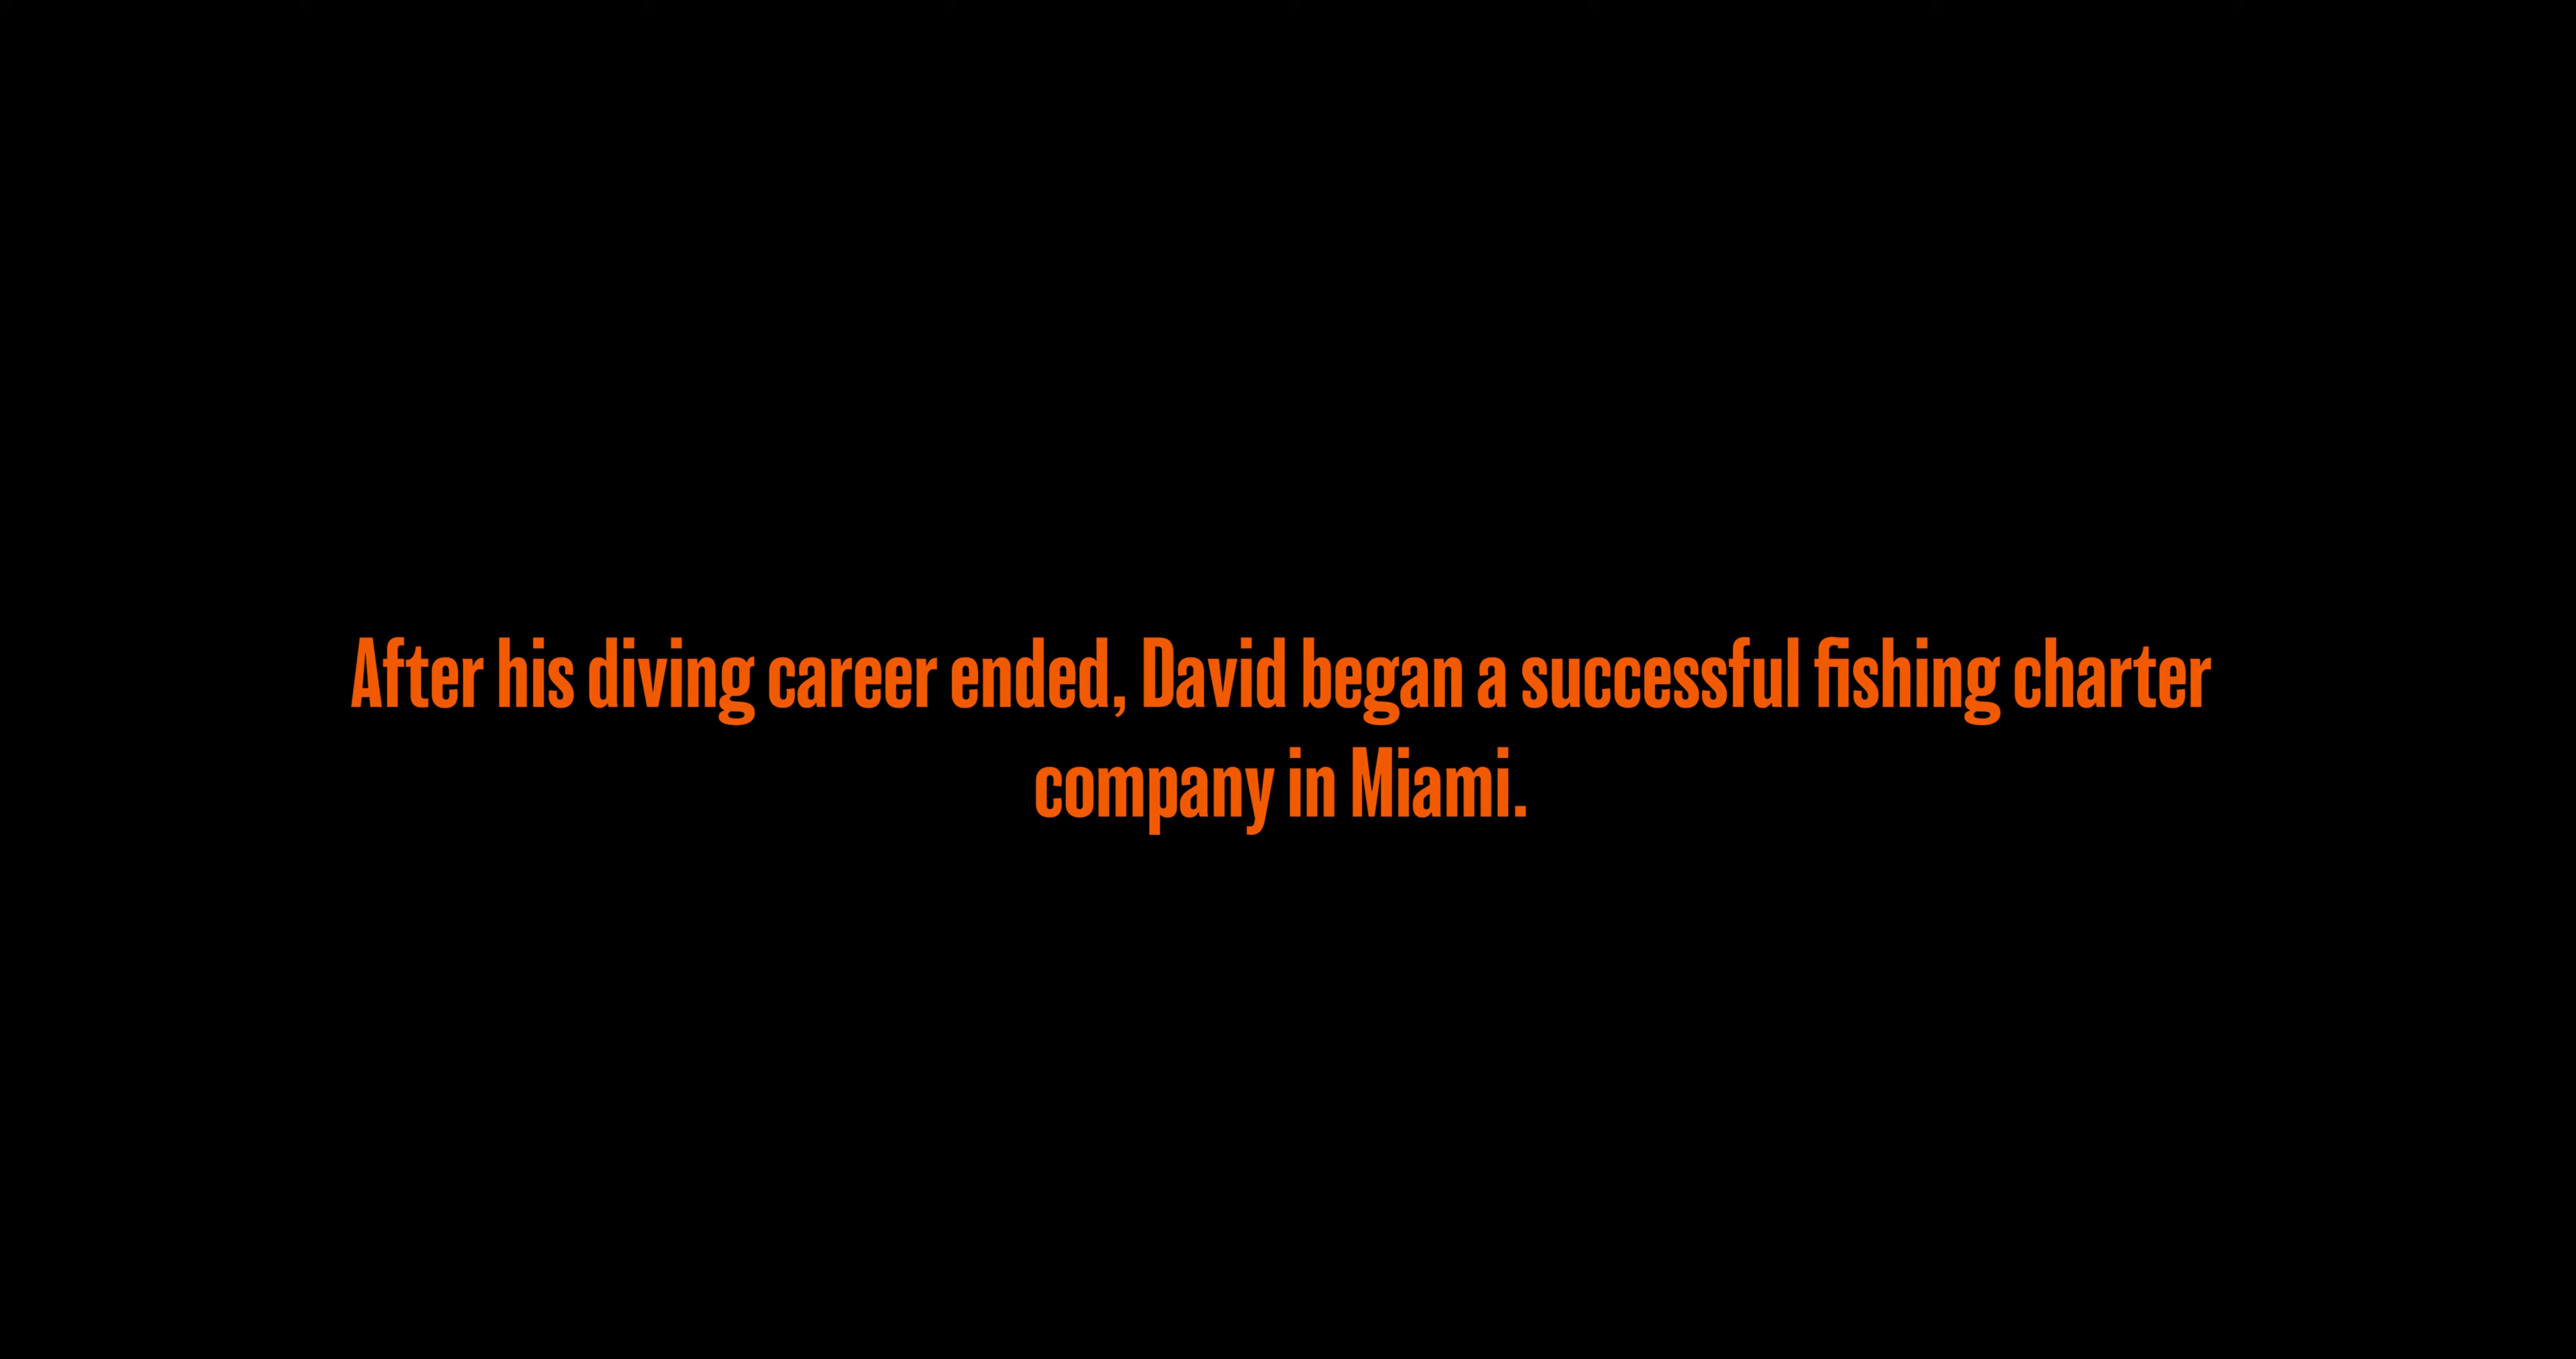 After his diving career ended, David began a successful fishing charter
company in Miami.